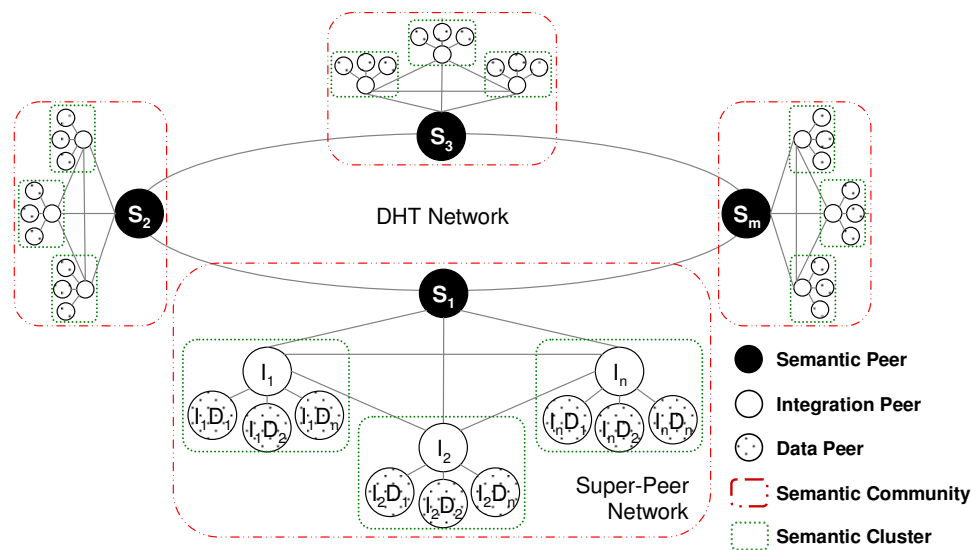 S3
S2
DHT Network
Sm
S1
I1
In
I1D1
I1D2
I1Dn
InD1
InD2
InDn
I2
I2D1
I2D2
I2Dn
Super-Peer
Network
Semantic Peer
Integration Peer
Data Peer
Semantic Community
Semantic Cluster